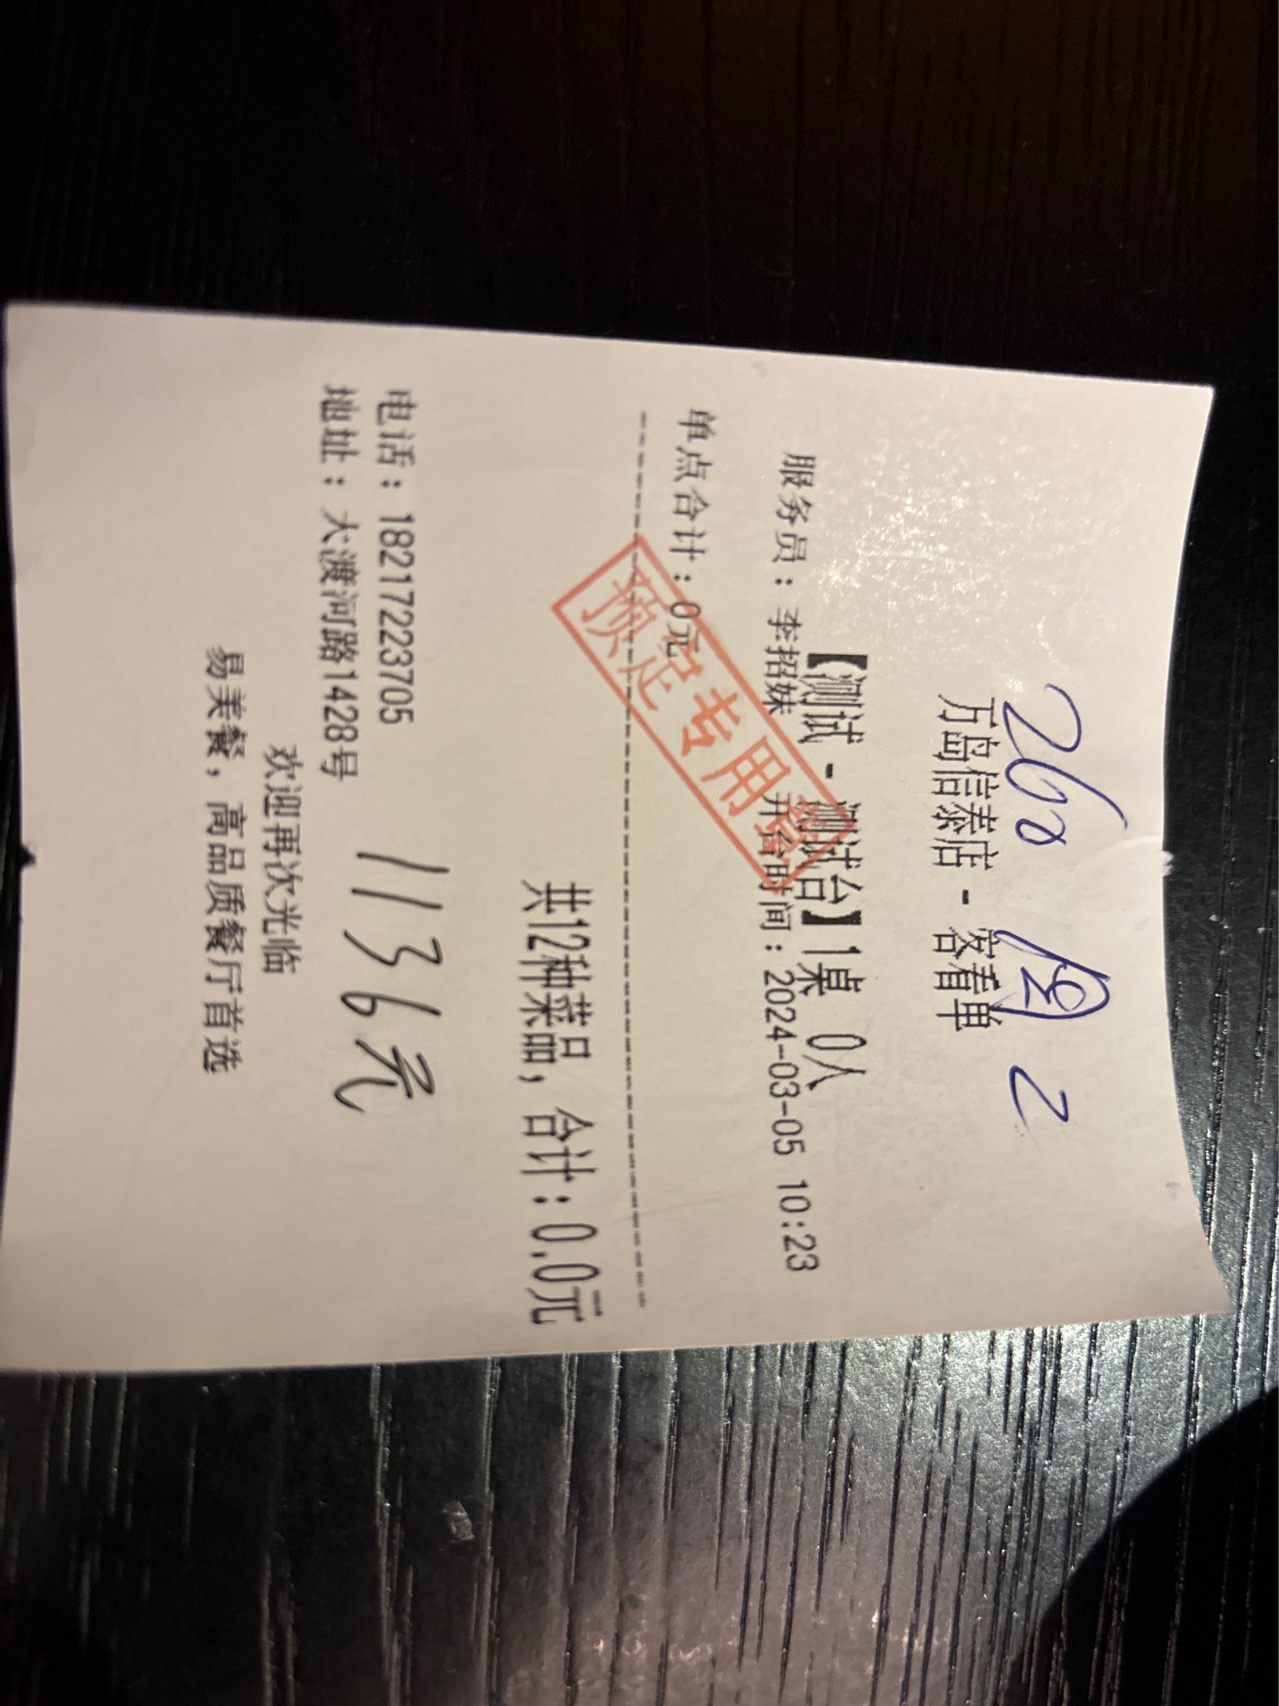 260 2
万岛信泰店 - 客看单
【测试 - 测试台】1桌 0人
服务员：李招妹 开台时间：2024-03-05 10:23
单点合计：0元
预定专用章
共12种菜品，合计：0.0元
1136元
电话：18217223705
地址：大渡河路1428号
欢迎再次光临
易美餐，高品质餐厅首选